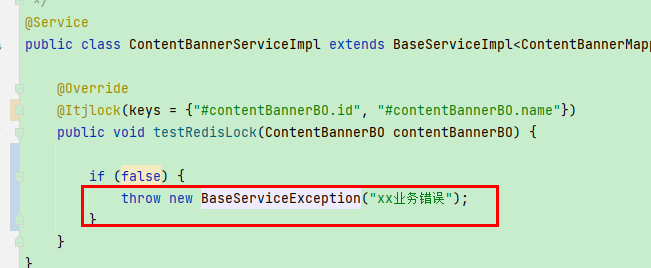 */
@Service
public class ContentBannerServiceImpl extends BaseServiceImpl<ContentBannerMapp
@Override
@Itjlock(keys = {"#contentBannerBO.id", "#contentBannerBO.name"})
public void testRedisLock(ContentBannerBO contentBannerBO) {
if (false) {
throw new BaseServiceException("xx业务错误");
}
}
}